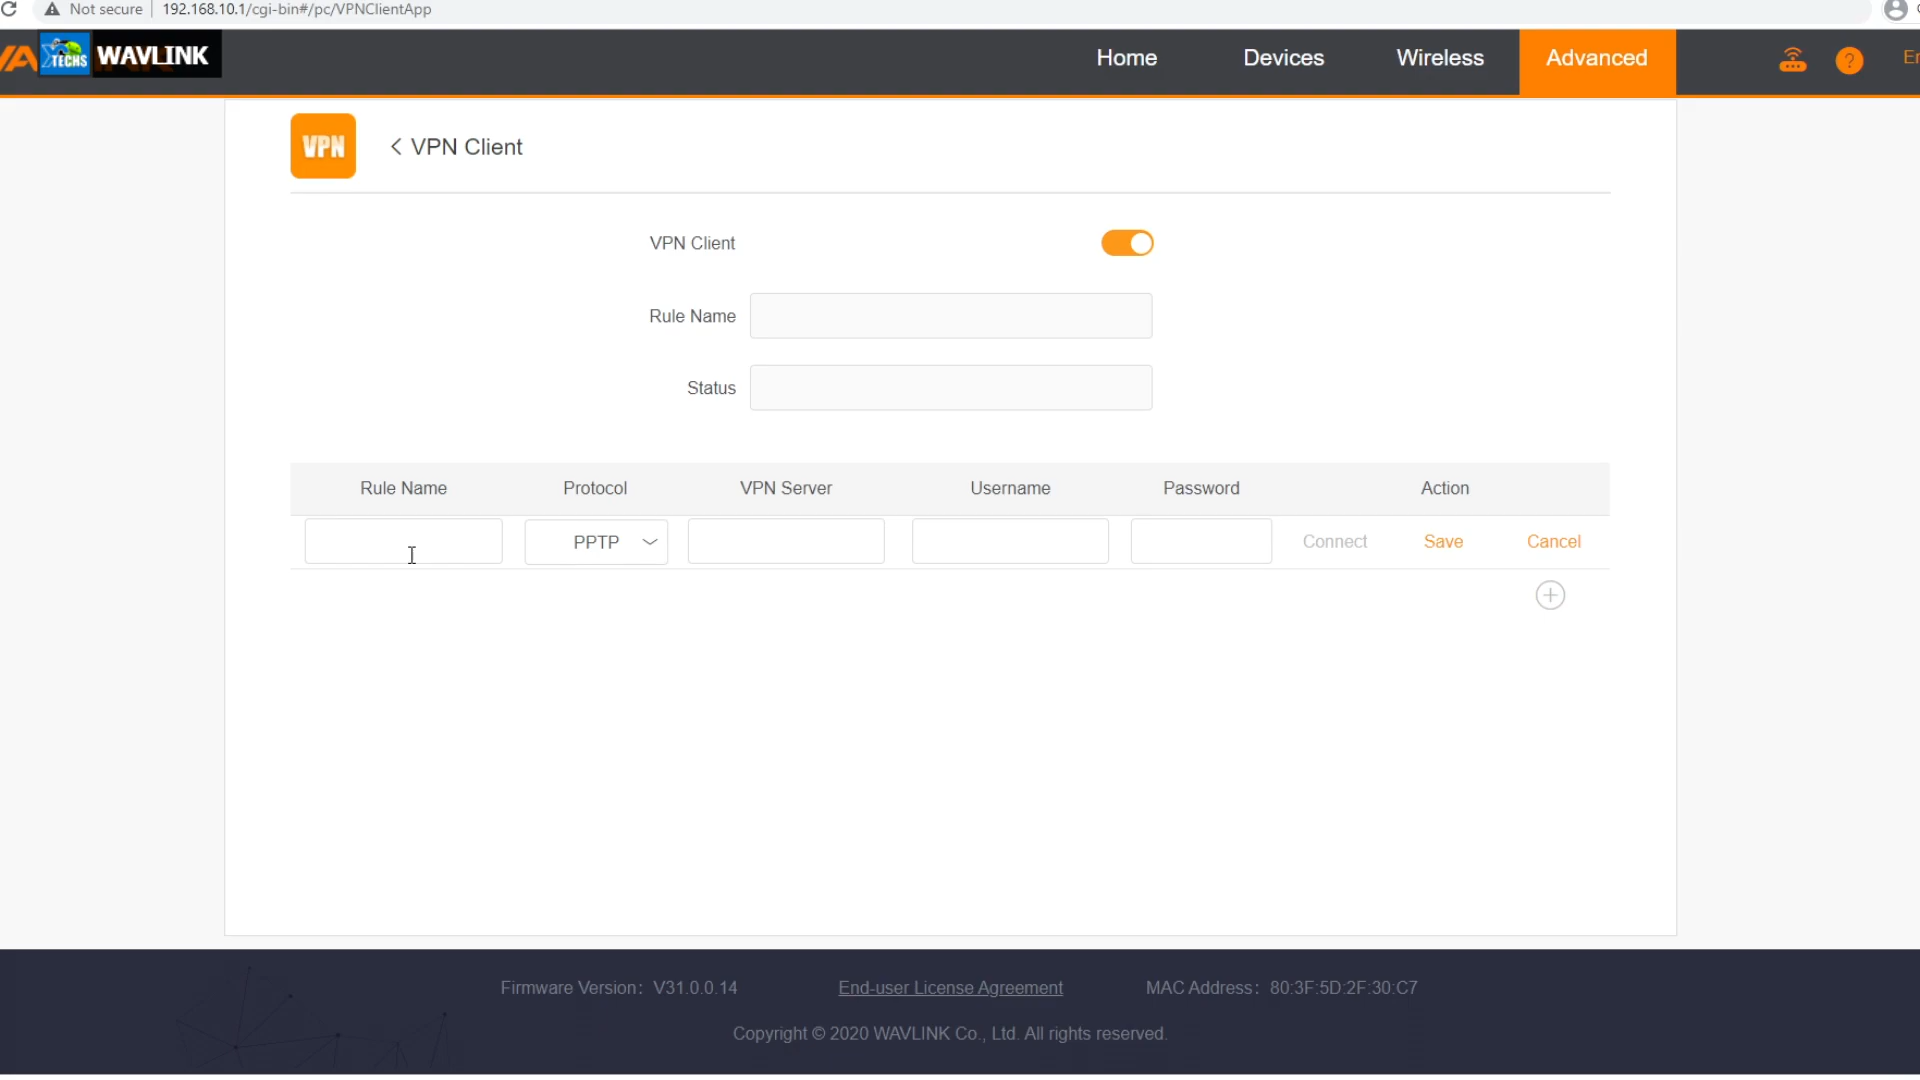 Not secure 192.168.10.1/cgi-bin#/pc/VPNClientApp
TECHS WAVLINK Home Devices Wireless Advanced ?
VPN < VPN Client
VPN Client
Rule Name
Status
Rule Name Protocol VPN Server Username Password Action
PPTP Connect Save Cancel
Firmware Version: V31.0.0.14 End-user License Agreement MAC Address: 80:3F:5D:2F:30:C7
Copyright © 2020 WAVLINK Co., Ltd. All rights reserved.